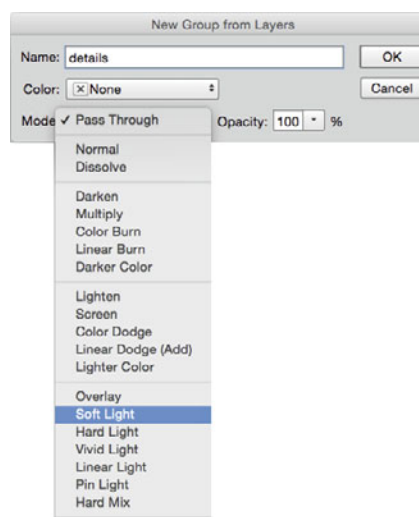 New Group from Layers
Name: details OK
Color: None Cancel
Mode ✓ Pass Through Opacity: 100 %
Normal
Dissolve
Darken
Multiply
Color Burn
Linear Burn
Darker Color
Lighten
Screen
Color Dodge
Linear Dodge (Add)
Lighter Color
Overlay
Soft Light
Hard Light
Vivid Light
Linear Light
Pin Light
Hard Mix